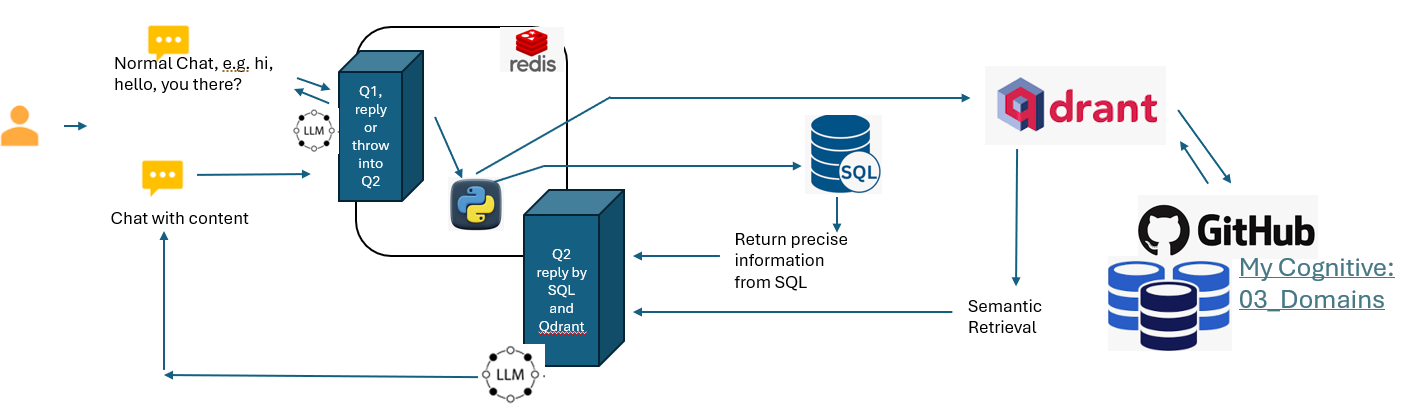 Normal Chat, e.g. hi,
hello, you there?
LLM
Q1,
reply
or
throw
into
Q2
redis
Chat with content
Q2
reply by
SQL
and
Qdrant
LLM
SQL
Return precise
information
from SQL
qdrant
Semantic
Retrieval
GitHub
My Cognitive:
03_Domains